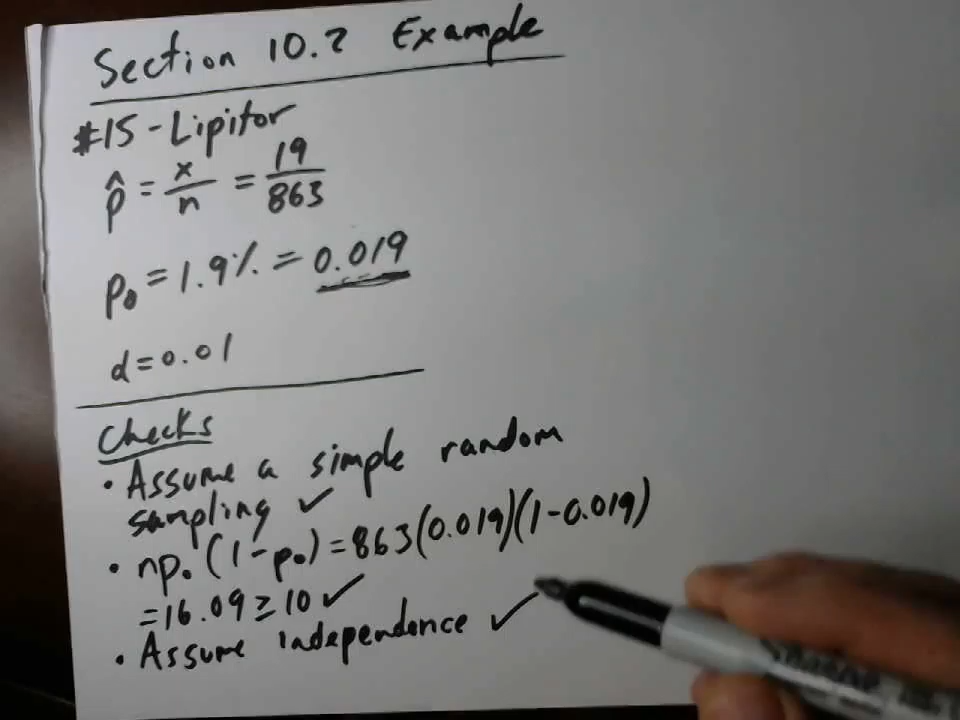 Section 10.2 Example
#15 - Lipitor
p̂ = x/n = 19/863
p₀ = 1.9% = 0.019
d = 0.01
Checks
• Assume a simple random
sampling ✓
• np₀(1-p₀) = 863(0.019)(1-0.019)
= 16.09 ≥ 10 ✓
• Assume independence ✓